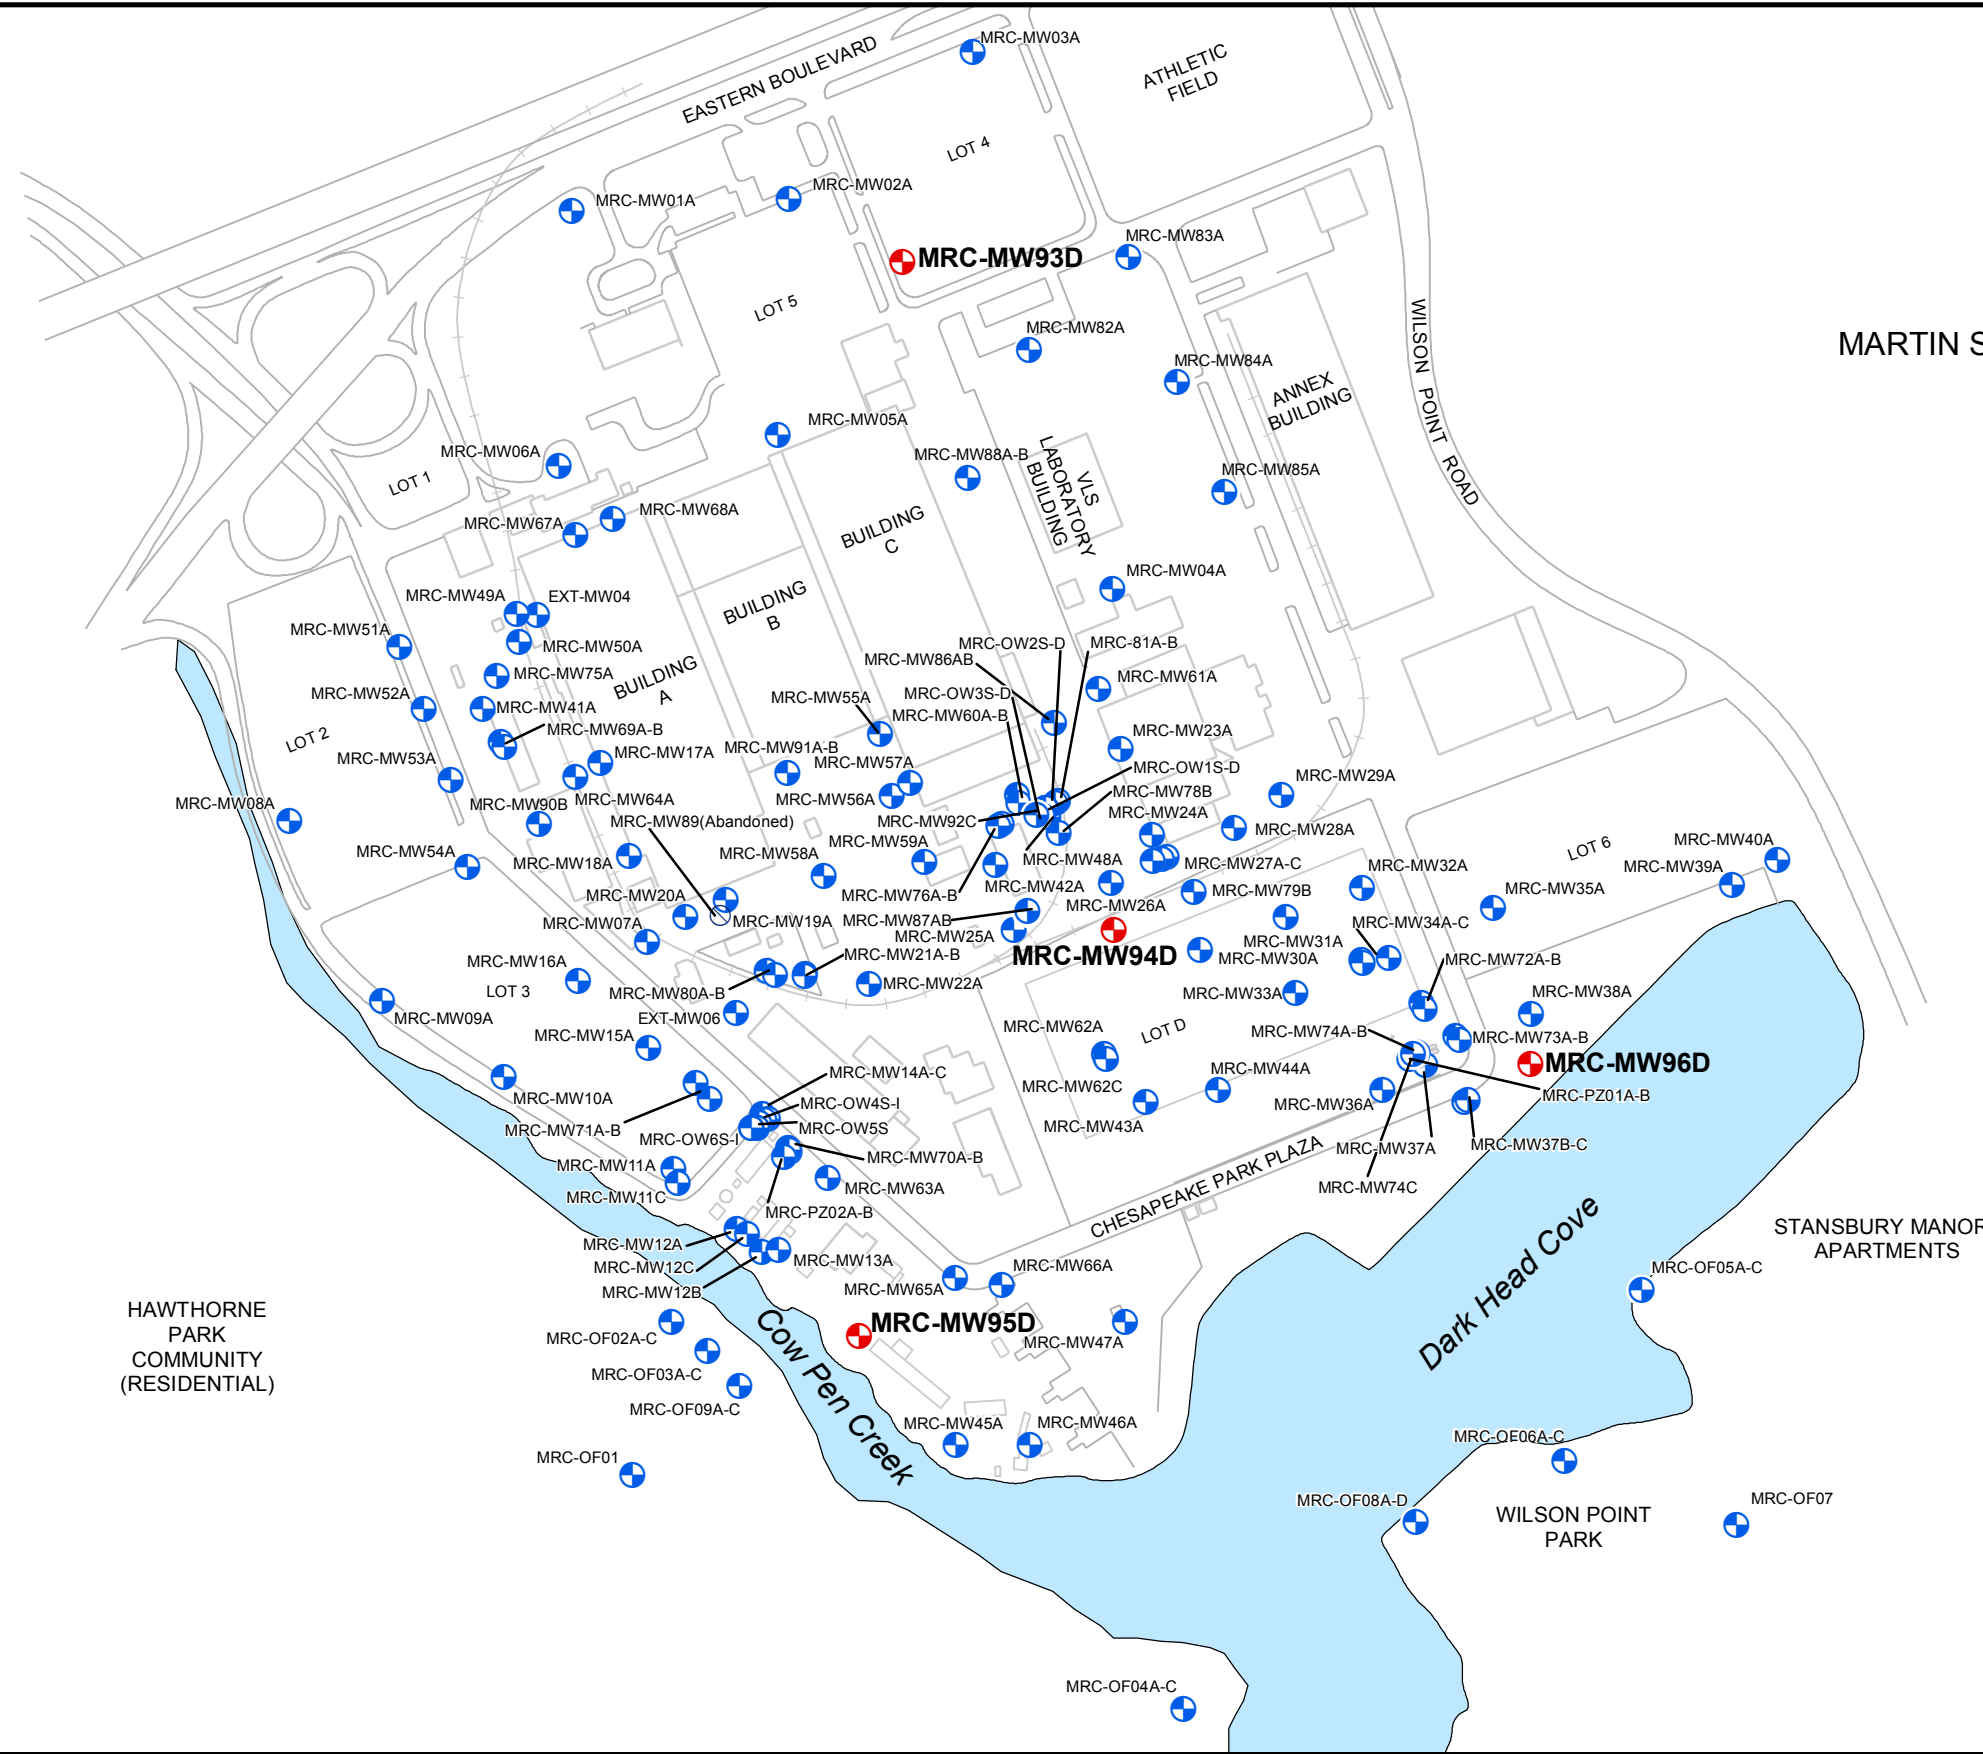 MRC-MW03A
EASTERN BOULEVARD
ATHLETIC
FIELD
LOT 4
MRC-MW02A
MRC-MW01A
MRC-MW83A
MRC-MW93D
LOT 5
MRC-MW82A
WILSON POINT ROAD
MARTIN S
MRC-MW84A
ANNEX
BUILDING
MRC-MW05A
MRC-MW06A
MRC-MW88A-B
VLS
LABORATORY
BUILDING
MRC-MW85A
LOT 1
MRC-MW68A
MRC-MW67A
BUILDING
C
MRC-MW04A
MRC-MW49A
EXT-MW04
BUILDING
B
MRC-MW51A
MRC-MW50A
MRC-OW2S-D
MRC-81A-B
MRC-MW86AB
MRC-MW75A
BUILDING
A
MRC-MW61A
MRC-MW52A
MRC-MW55A
MRC-OW3S-D
MRC-MW41A
MRC-MW60A-B
MRC-MW69A-B
MRC-MW23A
LOT 2
MRC-MW17A
MRC-MW91A-B
MRC-MW53A
MRC-MW57A
MRC-OW1S-D
MRC-MW29A
MRC-MW08A
MRC-MW90B
MRC-MW64A
MRC-MW56A
MRC-MW78B
MRC-MW89(Abandoned)
MRC-MW92C
MRC-MW24A
MRC-MW28A
MRC-MW59A
MRC-MW40A
LOT 6
MRC-MW54A
MRC-MW18A
MRC-MW58A
MRC-MW48A
MRC-MW27A-C
MRC-MW32A
MRC-MW39A
MRC-MW20A
MRC-MW76A-B
MRC-MW42A
MRC-MW79B
MRC-MW35A
MRC-MW26A
MRC-MW07A
MRC-MW19A
MRC-MW87AB
MRC-MW34A-C
MRC-MW25A
MRC-MW31A
MRC-MW94D
MRC-MW30A
MRC-MW16A
MRC-MW21A-B
MRC-MW72A-B
LOT 3
MRC-MW80A-B
MRC-MW22A
MRC-MW33A
MRC-MW38A
MRC-MW09A
EXT-MW06
MRC-MW62A
LOT D
MRC-MW74A-B
MRC-MW15A
MRC-MW73A-B
MRC-MW96D
MRC-MW14A-C
MRC-MW10A
MRC-MW62C
MRC-MW44A
MRC-MW36A
MRC-PZ01A-B
MRC-OW4S-I
MRC-MW71A-B
MRC-OW6S-I
MRC-OW5S
MRC-MW43A
MRC-MW70A-B
MRC-MW37A
MRC-MW37B-C
MRC-MW11A
MRC-MW63A
CHESAPEAKE PARK PLAZA
MRC-MW74C
MRC-MW11C
MRC-PZ02A-B
MRC-MW12A
MRC-MW13A
MRC-MW12C
MRC-MW12B
MRC-MW65A
MRC-MW66A
STANSBURY MANOR
APARTMENTS
MRC-OF05A-C
Dark Head Cove
HAWTHORNE
PARK
COMMUNITY
(RESIDENTIAL)
MRC-MW95D
MRC-OF02A-C
MRC-MW47A
MRC-OF03A-C
Cow Pen Creek
MRC-OF09A-C
MRC-MW45A
MRC-MW46A
MRC-OF06A-C
MRC-OF01
MRC-OF08A-D
MRC-OF07
WILSON POINT
PARK
MRC-OF04A-C